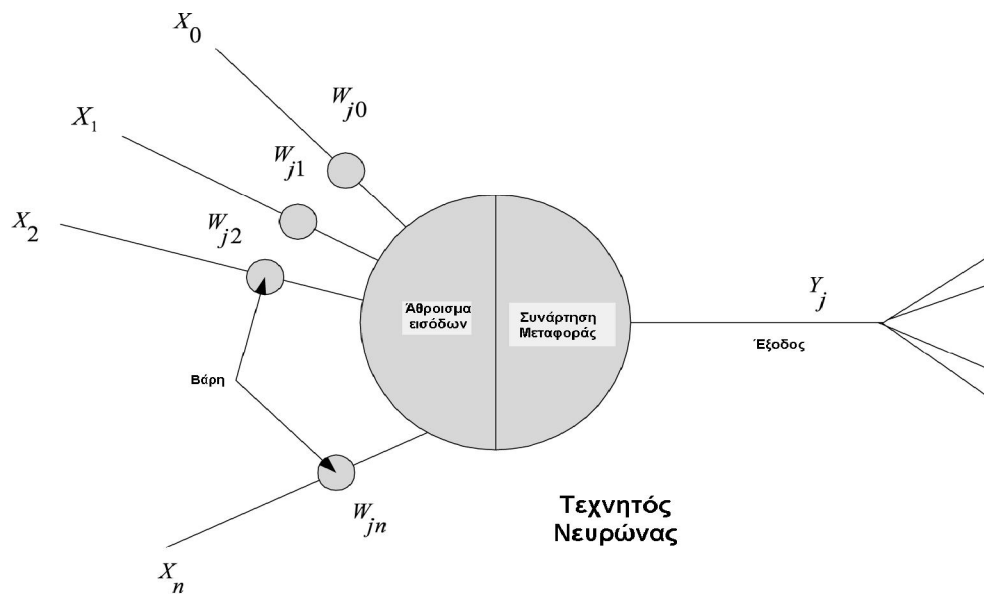 X0
Wj0
X1
Wj1
X2
Wj2
Άθροισμα
εισόδων
Συνάρτηση
Μεταφοράς
Yj
Έξοδος
Βάρη
Wjn
Xn
Τεχνητός
Νευρώνας